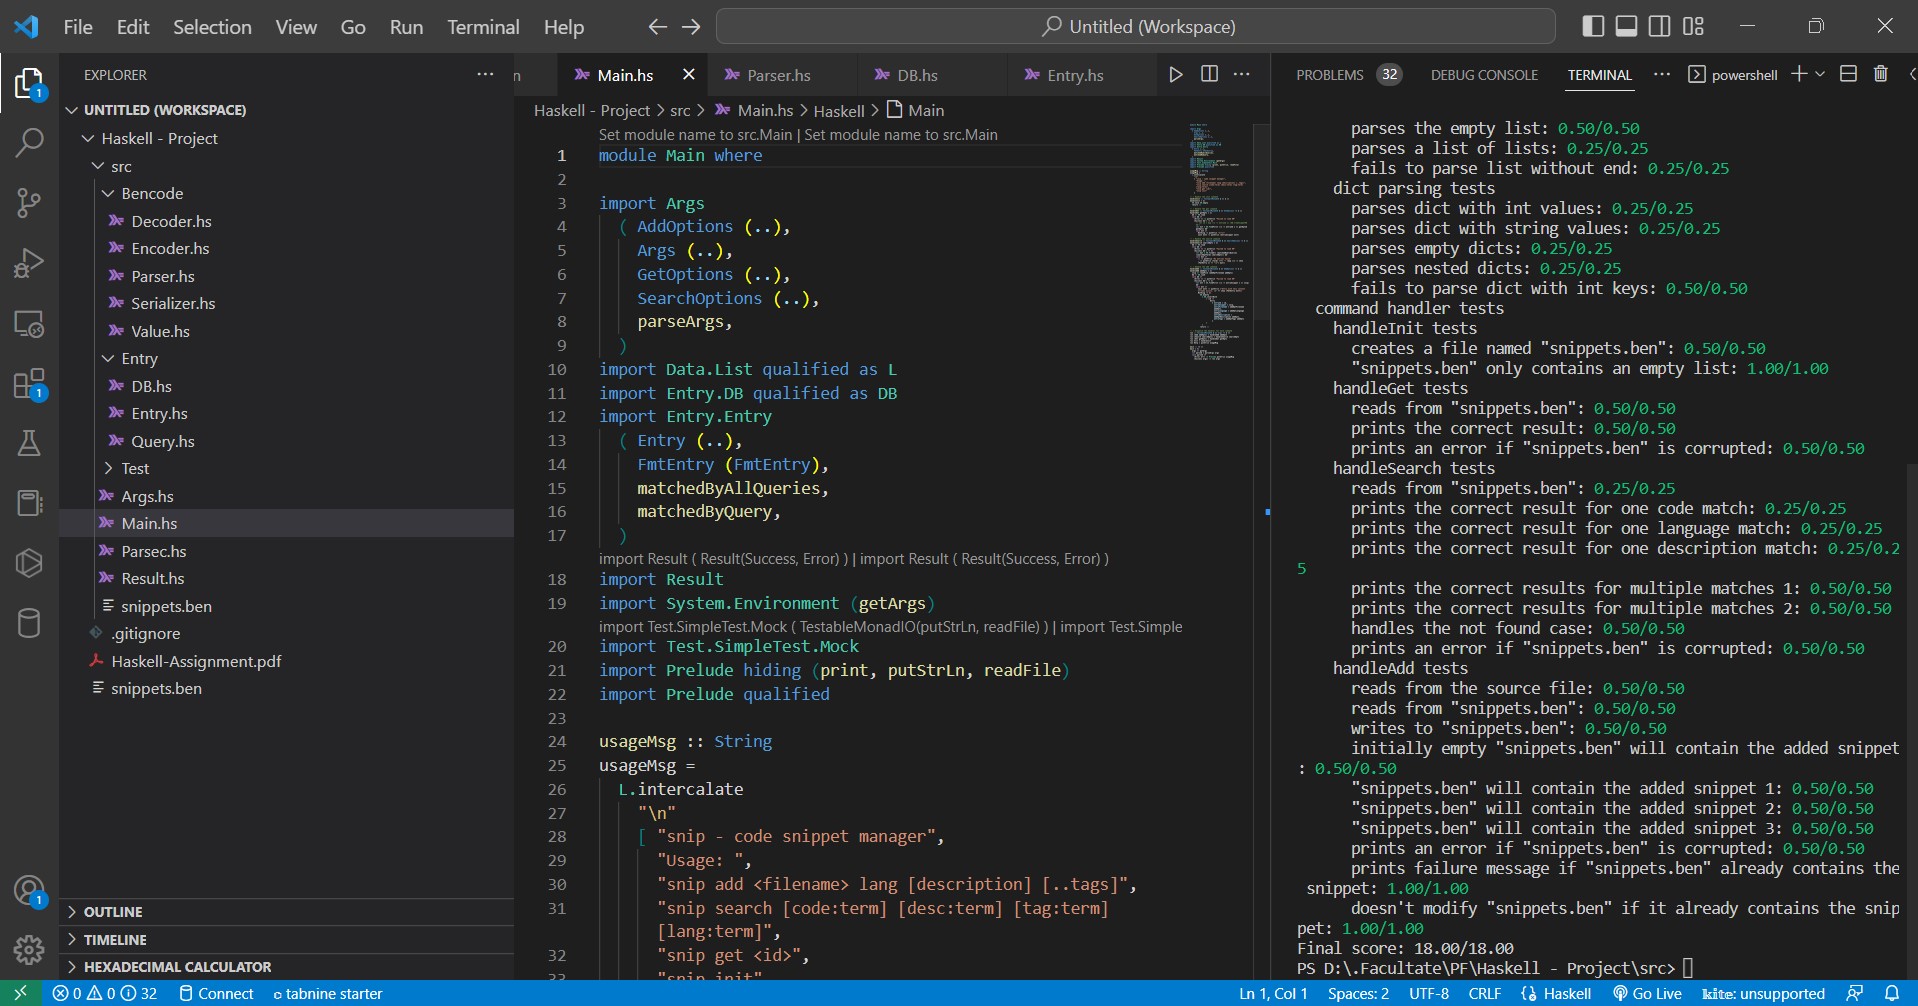 File Edit Selection View Go Run Terminal Help
Untitled (Workspace)
EXPLORER
UNTITLED (WORKSPACE)
Haskell - Project
src
Bencode
Decoder.hs
Encoder.hs
Parser.hs
Serializer.hs
Value.hs
Entry
DB.hs
Entry.hs
Query.hs
Test
Args.hs
Main.hs
Parsec.hs
Result.hs
snippets.ben
.gitignore
Haskell-Assignment.pdf
snippets.ben
OUTLINE
TIMELINE
HEXADECIMAL CALCULATOR
1
1
1
n Main.hs Parser.hs DB.hs Entry.hs
Haskell - Project > src > Main.hs > Haskell > Main
Set module name to src.Main | Set module name to src.Main
1 module Main where
2
3 import Args
4 ( AddOptions (..),
5 Args (..),
6 GetOptions (..),
7 SearchOptions (..),
8 parseArgs,
9 )
10 import Data.List qualified as L
11 import Entry.DB qualified as DB
12 import Entry.Entry
13 ( Entry (..),
14 FmtEntry (FmtEntry),
15 matchedByAllQueries,
16 matchedByQuery,
17 )
import Result ( Result(Success, Error) ) | import Result ( Result(Success, Error) )
18 import Result
19 import System.Environment (getArgs)
import Test.SimpleTest.Mock ( TestableMonadIO(putStrLn, readFile) ) | import Test.Simple
20 import Test.SimpleTest.Mock
21 import Prelude hiding (print, putStrLn, readFile)
22 import Prelude qualified
23
24 usageMsg :: String
25 usageMsg =
26 L.intercalate
27 "\n"
28 [ "snip - code snippet manager",
29 "Usage: ",
30 "snip add <filename> lang [description] [..tags]",
31 "snip search [code:term] [desc:term] [tag:term]
[lang:term]",
32 "snip get <id>",
33 "snip init"
PROBLEMS 32 DEBUG CONSOLE TERMINAL powershell
parses the empty list: 0.50/0.50
parses a list of lists: 0.25/0.25
fails to parse list without end: 0.25/0.25
dict parsing tests
parses dict with int values: 0.25/0.25
parses dict with string values: 0.25/0.25
parses empty dicts: 0.25/0.25
parses nested dicts: 0.25/0.25
fails to parse dict with int keys: 0.50/0.50
command handler tests
handleInit tests
creates a file named "snippets.ben": 0.50/0.50
"snippets.ben" only contains an empty list: 1.00/1.00
handleGet tests
reads from "snippets.ben": 0.50/0.50
prints the correct result: 0.50/0.50
prints an error if "snippets.ben" is corrupted: 0.50/0.50
handleSearch tests
reads from "snippets.ben": 0.25/0.25
prints the correct result for one code match: 0.25/0.25
prints the correct result for one language match: 0.25/0.25
prints the correct result for one description match: 0.25/0.2
5
prints the correct results for multiple matches 1: 0.50/0.50
prints the correct results for multiple matches 2: 0.50/0.50
handles the not found case: 0.50/0.50
prints an error if "snippets.ben" is corrupted: 0.50/0.50
handleAdd tests
reads from the source file: 0.50/0.50
reads from "snippets.ben": 0.50/0.50
writes to "snippets.ben": 0.50/0.50
initially empty "snippets.ben" will contain the added snippet
: 0.50/0.50
"snippets.ben" will contain the added snippet 1: 0.50/0.50
"snippets.ben" will contain the added snippet 2: 0.50/0.50
"snippets.ben" will contain the added snippet 3: 0.50/0.50
prints an error if "snippets.ben" is corrupted: 0.50/0.50
prints failure message if "snippets.ben" already contains the
snippet: 1.00/1.00
doesn't modify "snippets.ben" if it already contains the snip
pet: 1.00/1.00
Final score: 18.00/18.00
PS D:\.Facultate\PF\Haskell - Project\src>
0 0 32 Connect tabnine starter Ln 1, Col 1 Spaces: 2 UTF-8 CRLF Haskell Go Live kite: unsupported